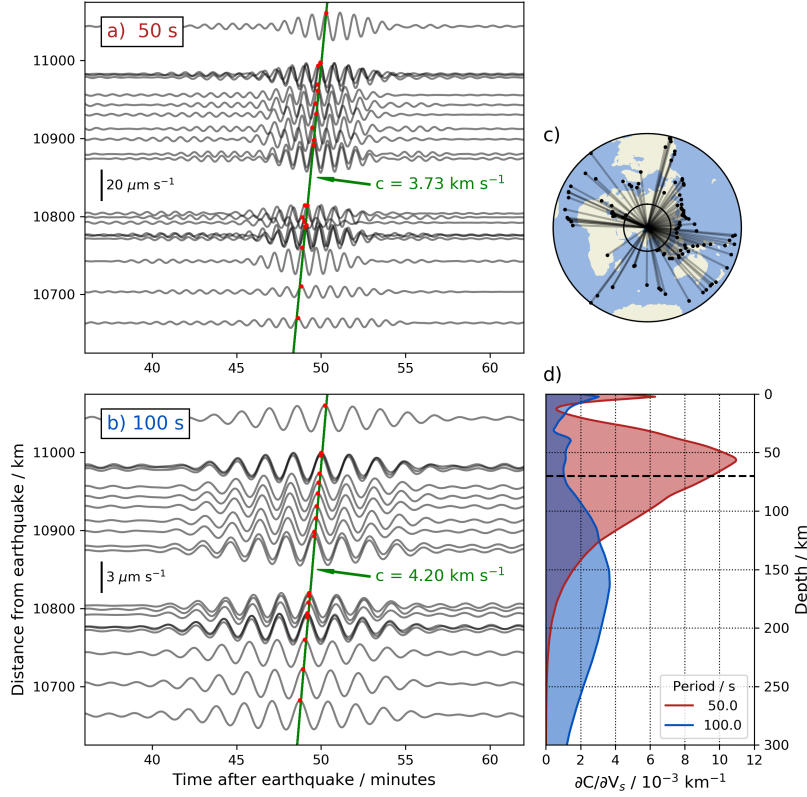 a) 50 s
11000
10900
10800
10700
20 μm s⁻¹
c = 3.73 km s⁻¹
40 45 50 55 60
c)
b) 100 s
11000
10900
10800
10700
3 μm s⁻¹
c = 4.20 km s⁻¹
40 45 50 55 60
Distance from earthquake / km
Time after earthquake / minutes
d)
0
50
100
150
200
250
300
Depth / km
Period / s
50.0
100.0
0 2 4 6 8 10 12
∂C/∂Vₛ / 10⁻³ km⁻¹